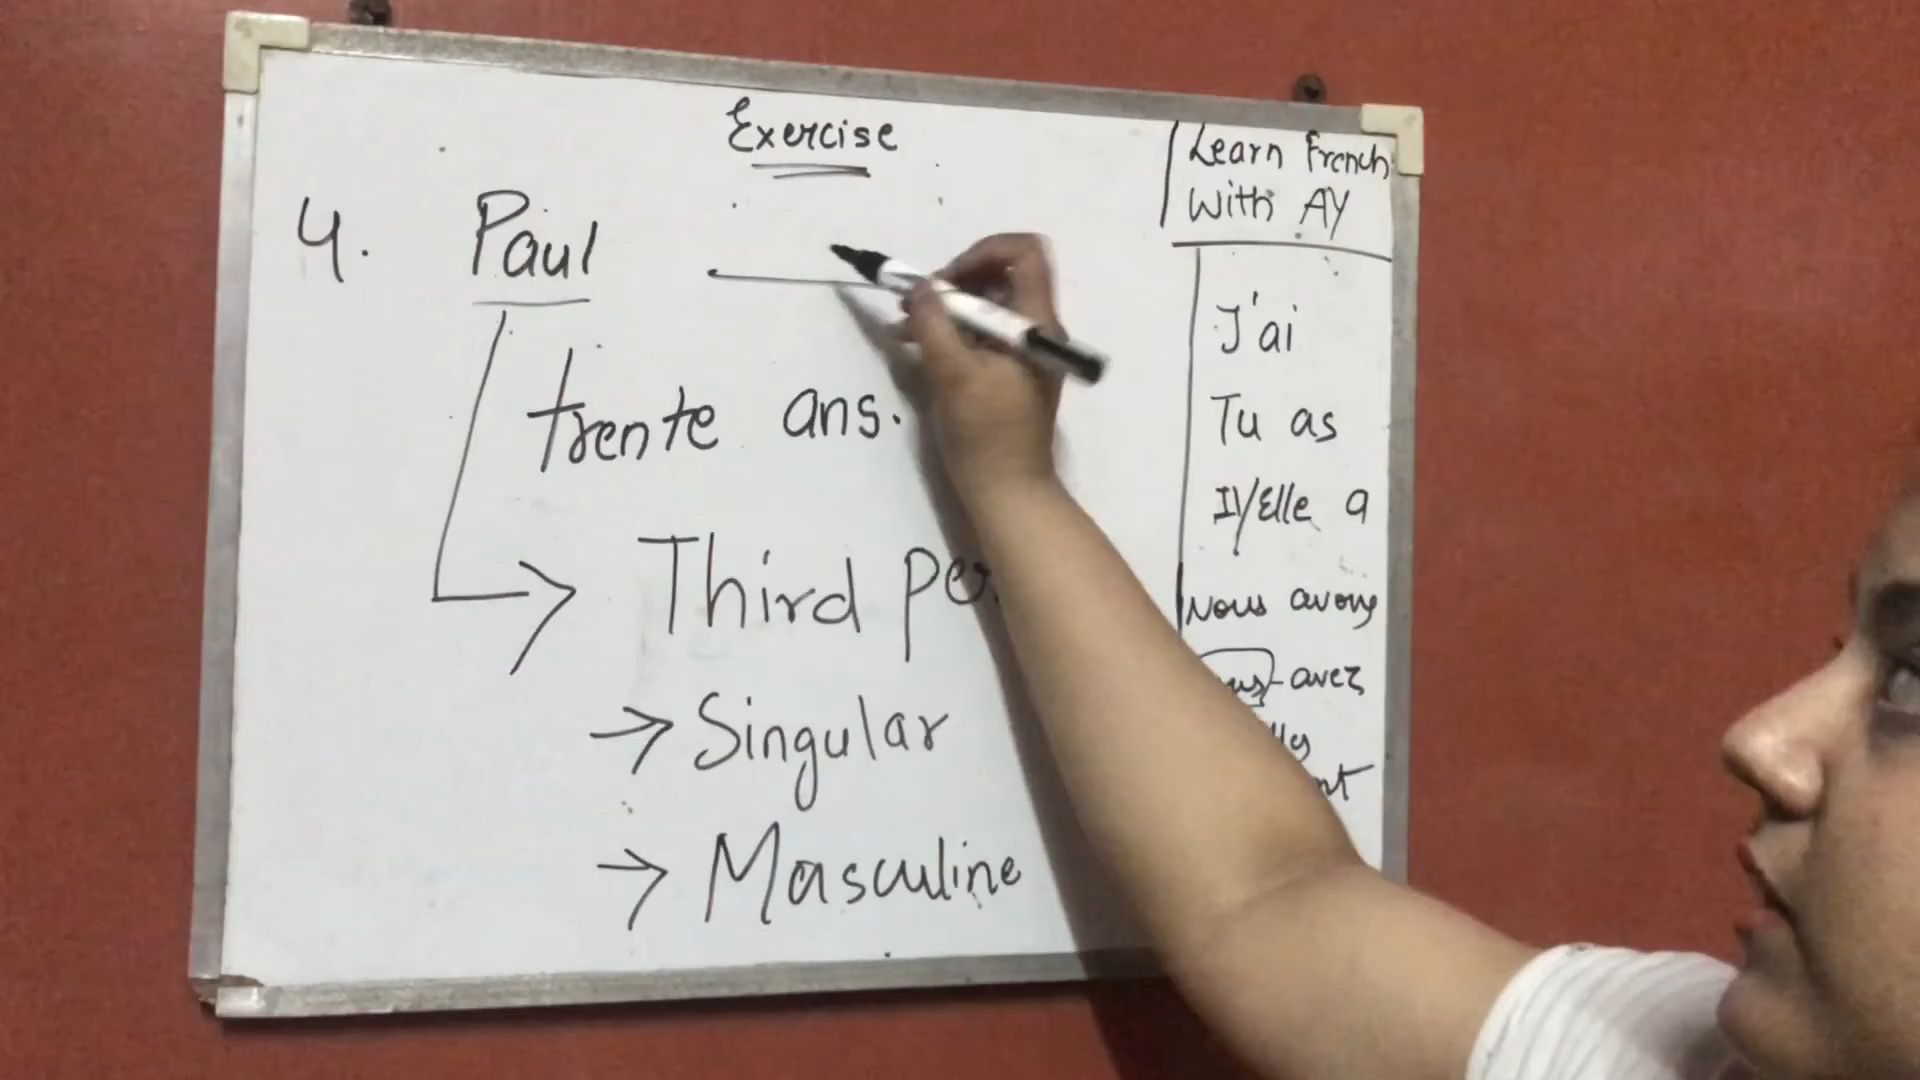 Exercise
4. Paul
trente ans.
Third
→ Singular
→ Masculine
Learn French
With AY
J'ai
Tu as
Il/Elle a
Nous avons
- avez